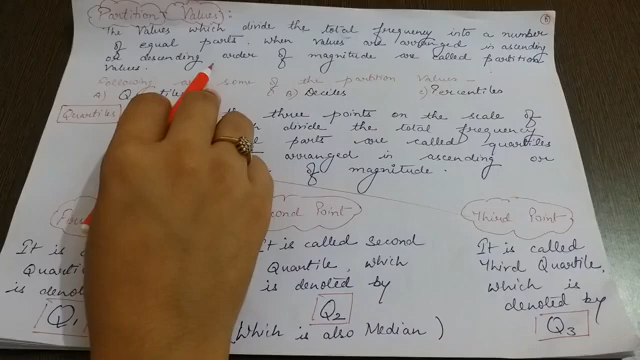 Partition Values :
The values which divide the total frequency into a number
of equal parts, when values are arranged in ascending
or descending order of magnitude are called partition
values.
Following are some of the partition values -
A) B) Deciles c) Percentiles
Quartiles three points on the scale of
divide the total frequency
parts are called quartiles
arranged in ascending or
of magnitude.
Second Point Third Point
It is It is called second It is called
Quartile Quartile, which Third Quartile,
is denoted is denoted by which is
denoted by
Q1 Q2 Q3
(Which is also Median)